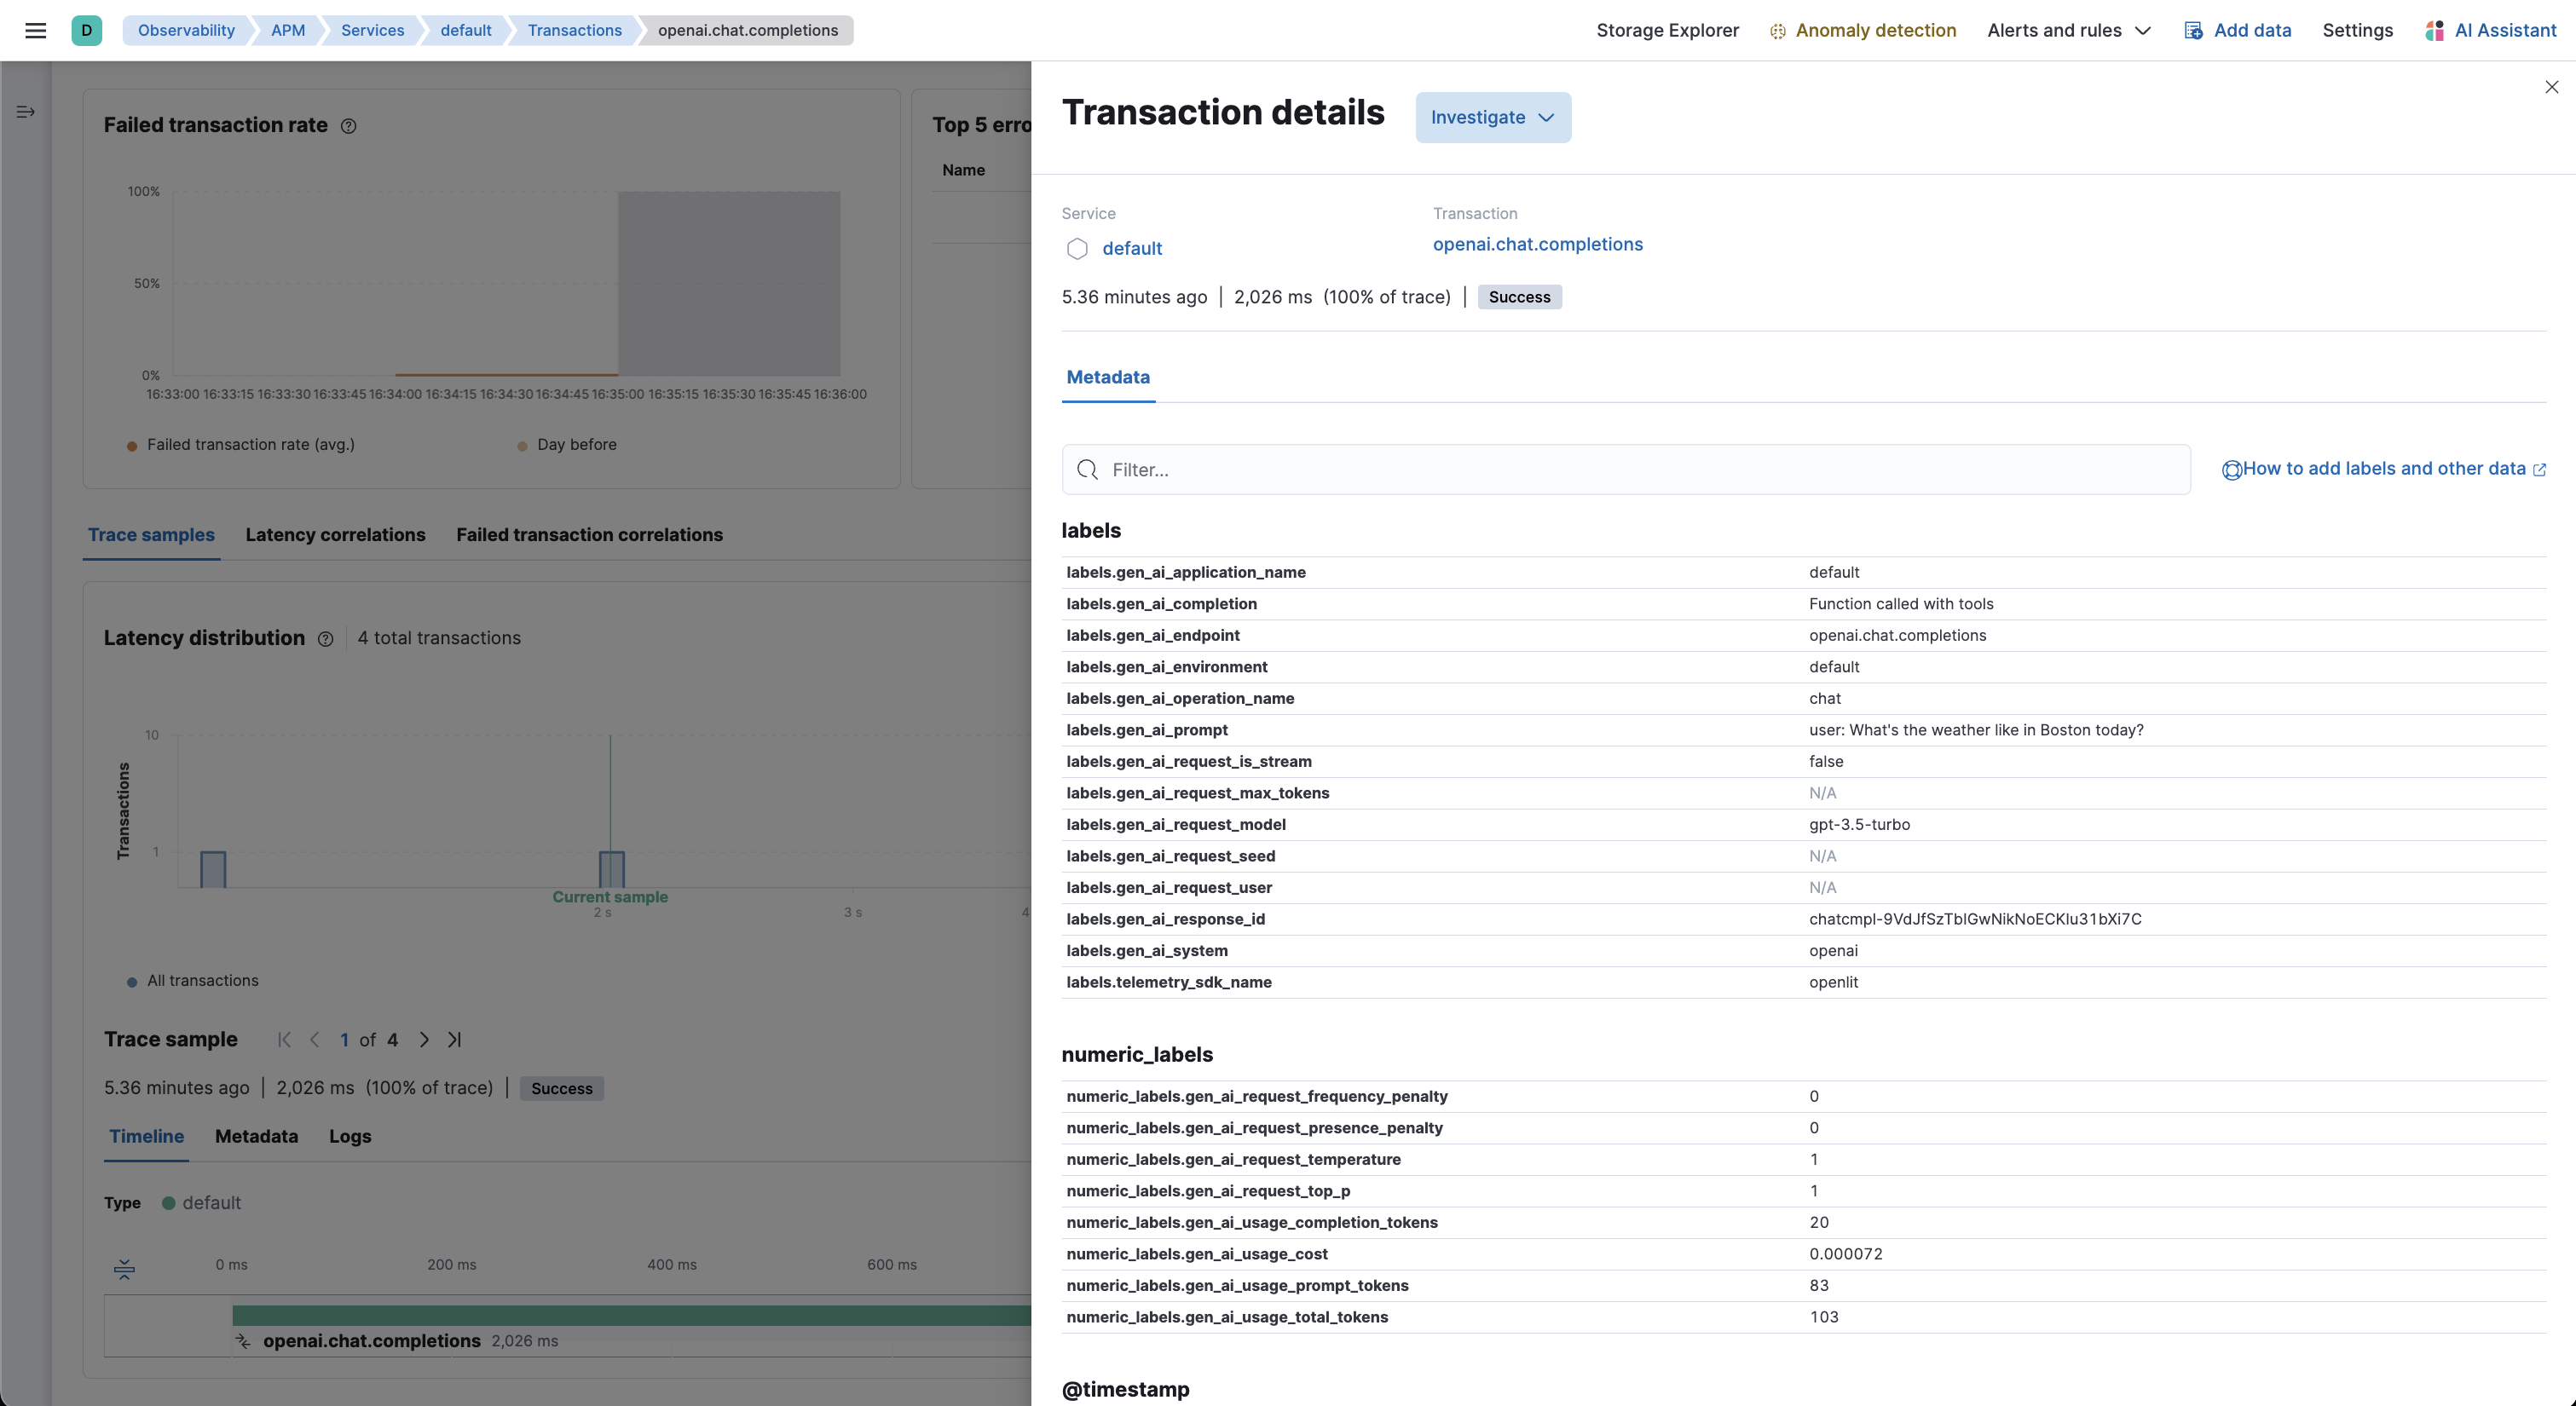 D Observability APM Services default Transactions openai.chat.completions Storage Explorer Anomaly detection Alerts and rules Add data Settings AI Assistant
Failed transaction rate
100%
50%
0%
16:33:00 16:33:15 16:33:30 16:33:45 16:34:00 16:34:15 16:34:30 16:34:45 16:35:00 16:35:15 16:35:30 16:35:45 16:36:00
Failed transaction rate (avg.) Day before
Top 5 erro
Name
Trace samples Latency correlations Failed transaction correlations
Latency distribution 4 total transactions
Transactions
10
1
Current sample
2 s 3 s 4
All transactions
Trace sample 1 of 4
5.36 minutes ago | 2,026 ms (100% of trace) | Success
Timeline Metadata Logs
Type default
0 ms 200 ms 400 ms 600 ms
openai.chat.completions 2,026 ms
Transaction details Investigate
Service Transaction
default openai.chat.completions
5.36 minutes ago | 2,026 ms (100% of trace) | Success
Metadata
Filter... How to add labels and other data
labels
labels.gen_ai_application_name default
labels.gen_ai_completion Function called with tools
labels.gen_ai_endpoint openai.chat.completions
labels.gen_ai_environment default
labels.gen_ai_operation_name chat
labels.gen_ai_prompt user: What's the weather like in Boston today?
labels.gen_ai_request_is_stream false
labels.gen_ai_request_max_tokens N/A
labels.gen_ai_request_model gpt-3.5-turbo
labels.gen_ai_request_seed N/A
labels.gen_ai_request_user N/A
labels.gen_ai_response_id chatcmpl-9VdJfSzTblGwNikNoECKlu31bXi7C
labels.gen_ai_system openai
labels.telemetry_sdk_name openlit
numeric_labels
numeric_labels.gen_ai_request_frequency_penalty 0
numeric_labels.gen_ai_request_presence_penalty 0
numeric_labels.gen_ai_request_temperature 1
numeric_labels.gen_ai_request_top_p 1
numeric_labels.gen_ai_usage_completion_tokens 20
numeric_labels.gen_ai_usage_cost 0.000072
numeric_labels.gen_ai_usage_prompt_tokens 83
numeric_labels.gen_ai_usage_total_tokens 103
@timestamp